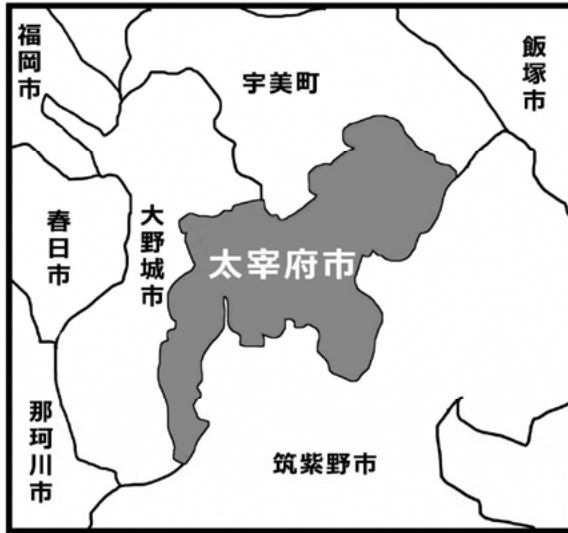 福岡市
宇美町
飯塚市
春日市
大野城市
太宰府市
那珂川市
筑紫野市